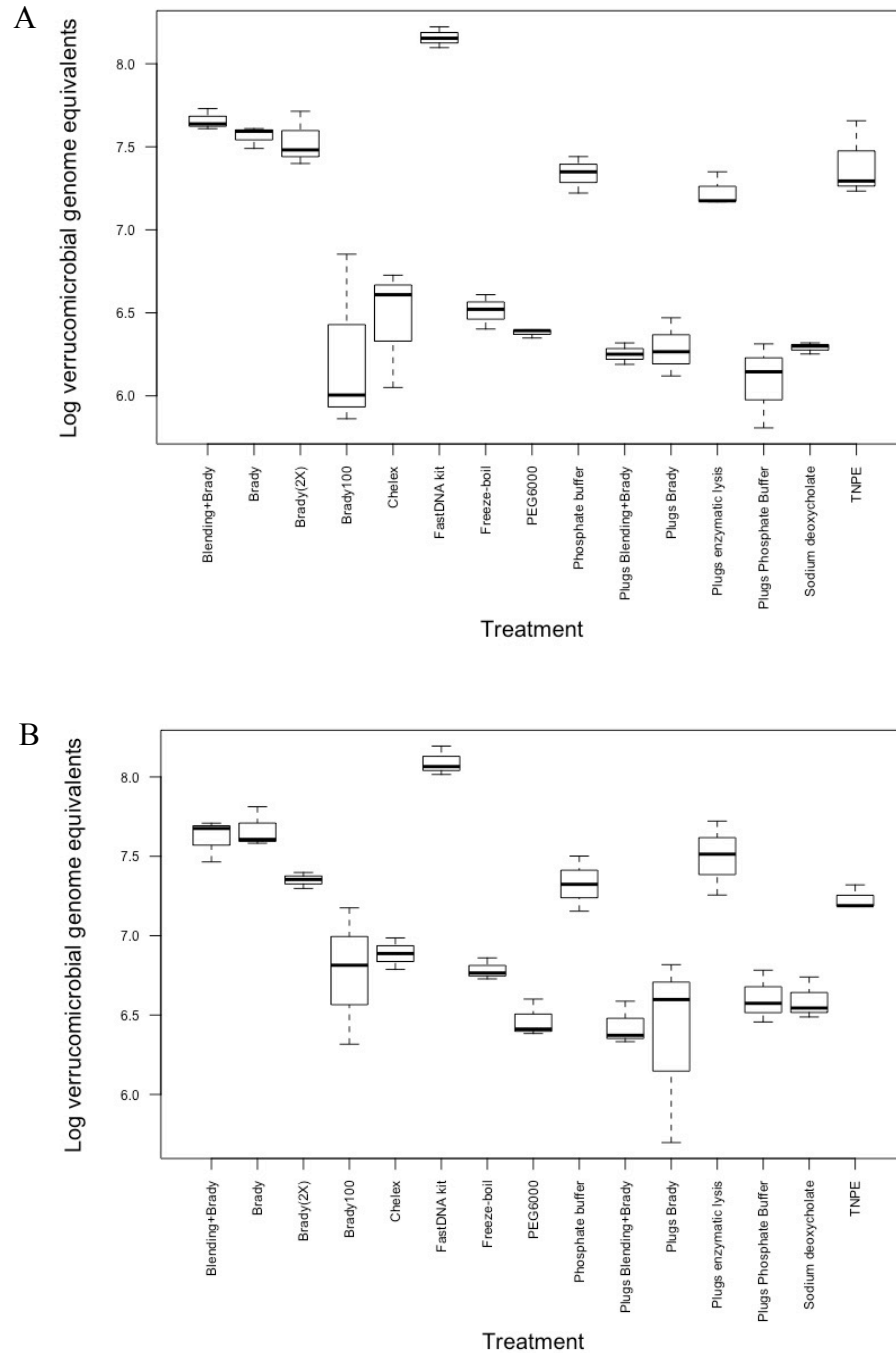 A
Log verrucomicrobial genome equivalents
8.0
7.5
7.0
6.5
6.0
Blending+Brady
Brady
Brady(2X)
Brady100
Chelex
FastDNA kit
Freeze-boil
PEG6000
Phosphate buffer
Plugs Blending+Brady
Plugs Brady
Plugs enzymatic lysis
Plugs Phosphate Buffer
Sodium deoxycholate
TNPE
Treatment
B
Log verrucomicrobial genome equivalents
8.0
7.5
7.0
6.5
6.0
Blending+Brady
Brady
Brady(2X)
Brady100
Chelex
FastDNA kit
Freeze-boil
PEG6000
Phosphate buffer
Plugs Blending+Brady
Plugs Brady
Plugs enzymatic lysis
Plugs Phosphate Buffer
Sodium deoxycholate
TNPE
Treatment